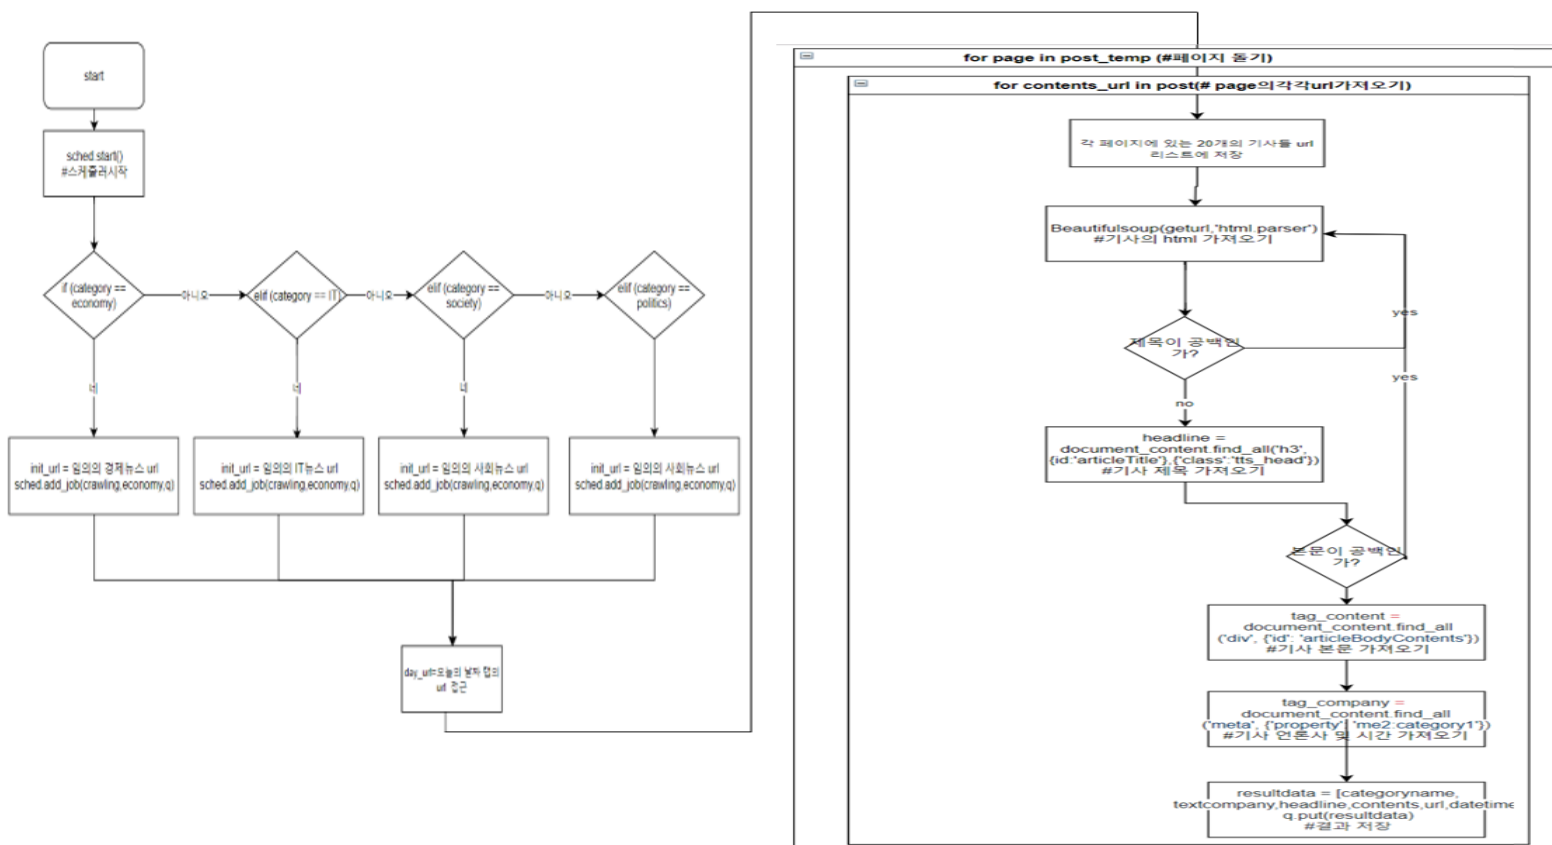 start
sched.start()
#스케줄러시작
if (category ==
economy)
아니오
elif (category == IT)
아니오
elif (category ==
society)
아니오
elif (category ==
politics)
네
네
네
init_url = 임의의 경제뉴스 url
sched.add_job(crawling,economy,q)
init_url = 임의의 IT뉴스 url
sched.add_job(crawling,economy,q)
init_url = 임의의 사회뉴스 url
sched.add_job(crawling,economy,q)
init_url = 임의의 사회뉴스 url
sched.add_job(crawling,economy,q)
day_url=오늘의 날짜 탭의
url 접근
for page in post_temp (#페이지 돌기)
for contents_url in post(# page의각각url가져오기)
각 페이지에 있는 20개의 기사들 url
리스트에 저장
Beautifulsoup(geturl,'html.parser')
#기사의 html 가져오기
yes
제목이 공백인
가?
yes
no
headline =
document_content.find_all('h3',
{id:'articleTitle'},{'class':'tts_head'})
#기사 제목 가져오기
본문이 공백인
가?
tag_content =
document_content.find_all
('div', {'id': 'articleBodyContents'})
#기사 본문 가져오기
tag_company =
document_content.find_all
('meta', {'property' 'me2:category1'})
#기사 언론사 및 시간 가져오기
resultdata = [categoryname,
textcompany,headline,contents,url,datetime
q.put(resultdata)
#결과 저장